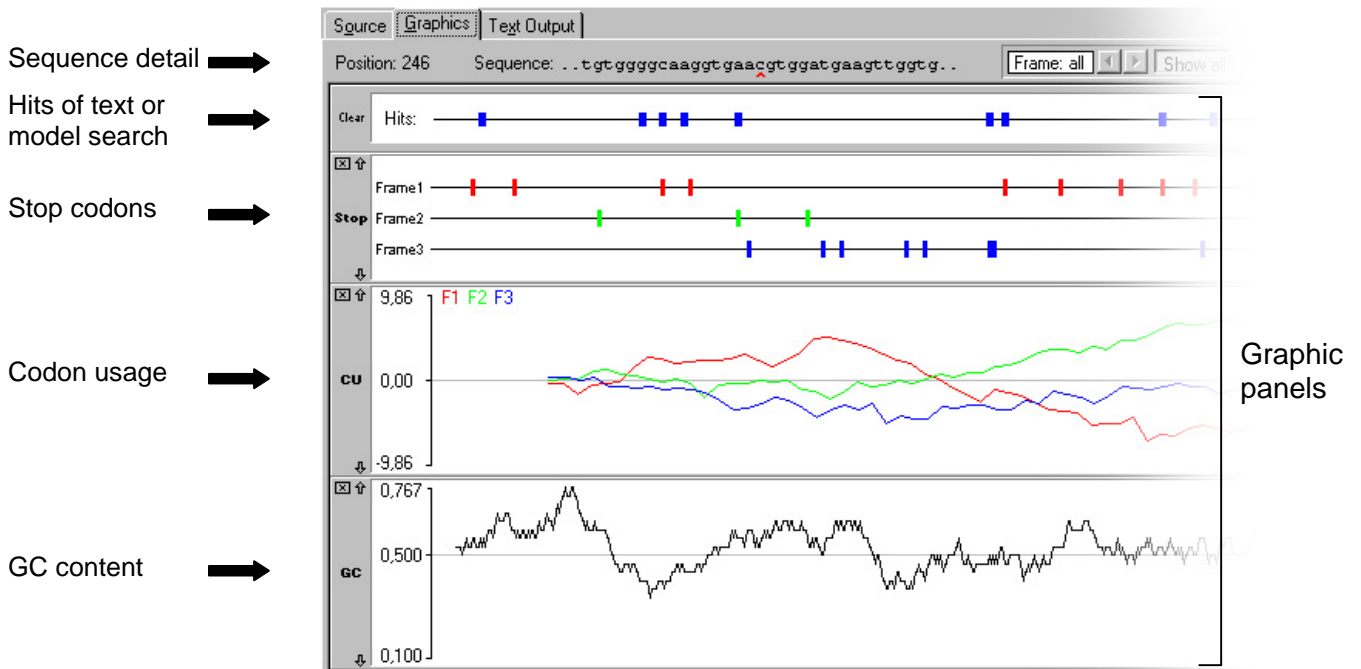 Source Graphics Text Output
Sequence detail
Position: 246 Sequence: ..tgtggggcaaggtgaacgtggatgaagttggtg.. Frame: all Show all
Hits of text or
model search
Clear Hits:
Stop codons
Stop
Frame1
Frame2
Frame3
Codon usage
CU
9,86 F1 F2 F3
0,00
-9,86
Graphic
panels
GC content
GC
0,767
0,500
0,100